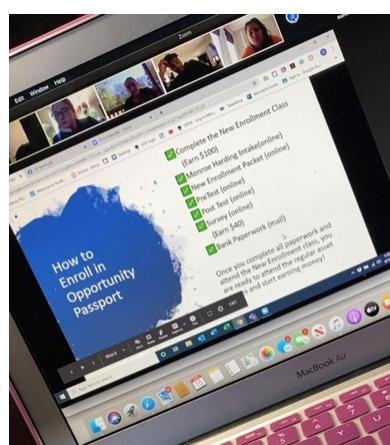 Zoom
Edit Window Help
How to
Enroll in
Opportunity
Passport
Complete the New Enrollment Class
(Earn $100)
Monroe Harding Intake(online)
New Enrollment Packet (online)
PreTest (online)
Post Test (online)
Survey (online)
(Earn $40)
Bank Paperwork (mail)
Once you complete all paperwork and
attend the New Enrollment class, you
are ready to attend the regular asset
s and start earning money!
MacBook Air